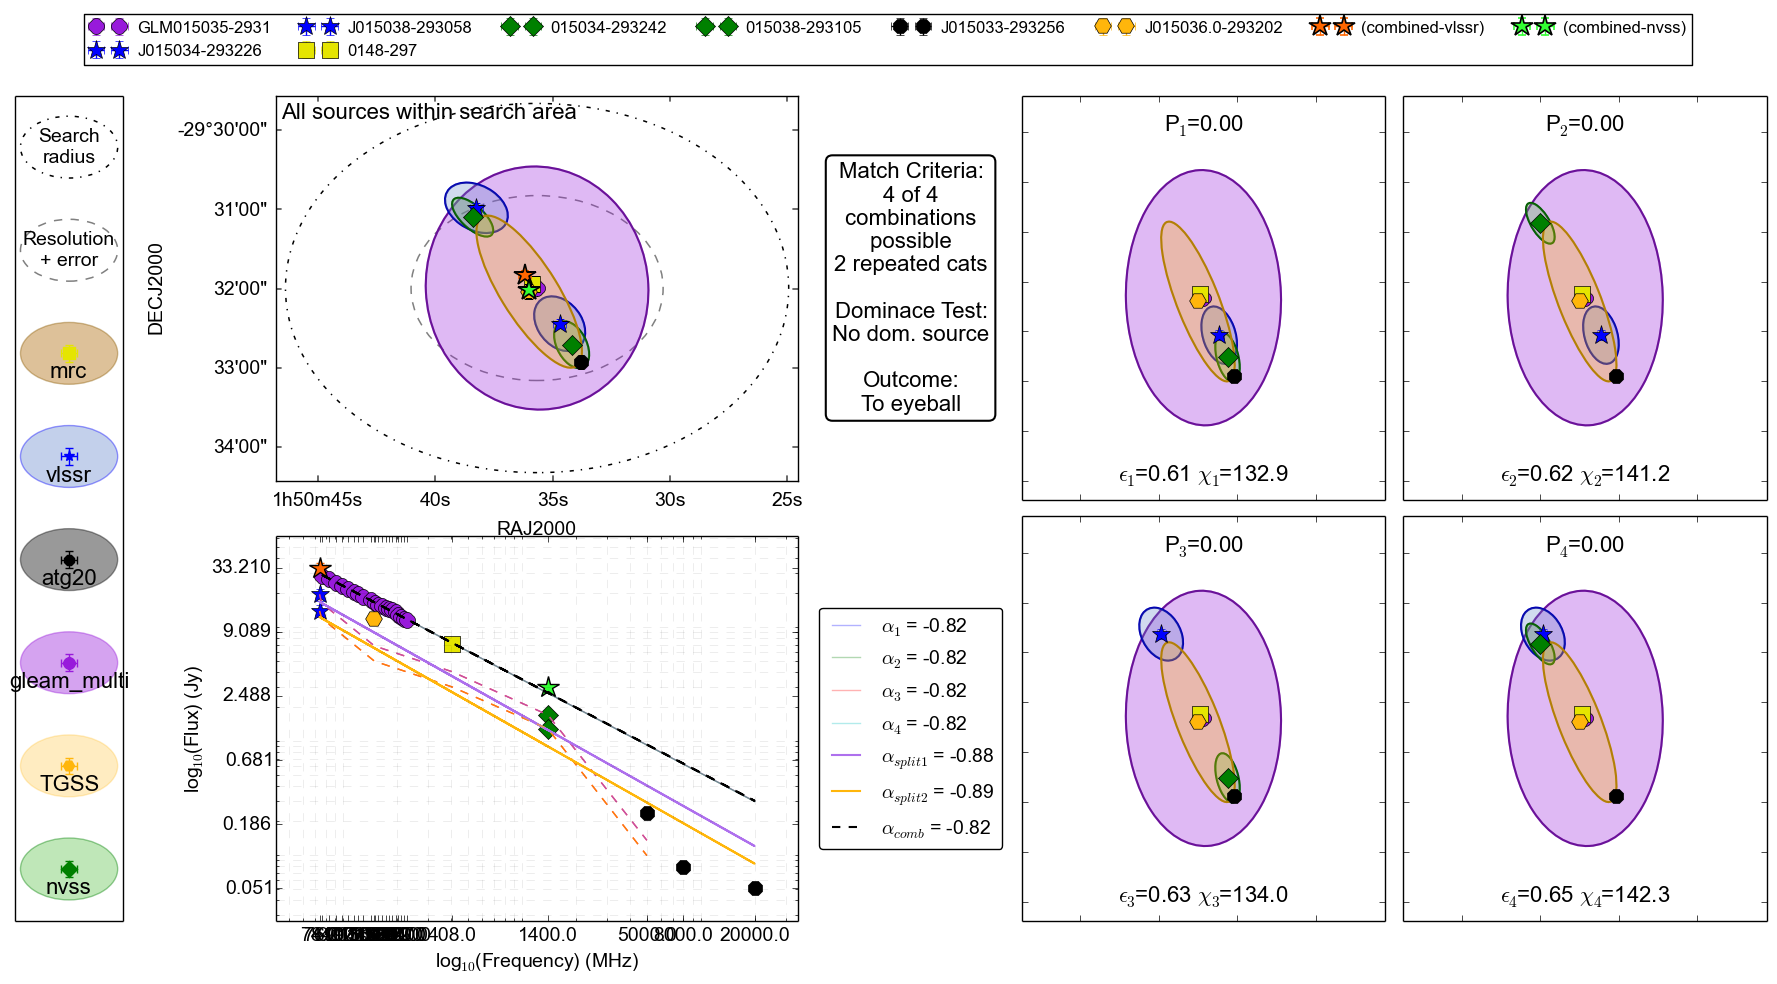 GLM015035-2931
J015038-293058
015034-293242
015038-293105
J015033-293256
J015036.0-293202
(combined-vlssr)
(combined-nvss)
J015034-293226
0148-297
Search
radius
Resolution
+ error
mrc
vlssr
atg20
gleam_multi
TGSS
nvss
All sources within search area
DECJ2000
-29°30'00"
31'00"
32'00"
33'00"
34'00"
1h50m45s
40s
35s
30s
25s
RAJ2000
Match Criteria:
4 of 4
combinations
possible
2 repeated cats
Dominace Test:
No dom. source
Outcome:
To eyeball
P₁=0.00
ϵ₁=0.61 χ₁=132.9
P₂=0.00
ϵ₂=0.62 χ₂=141.2
P₃=0.00
ϵ₃=0.63 χ₃=134.0
P₄=0.00
ϵ₄=0.65 χ₄=142.3
log₁₀(Flux) (Jy)
33.210
9.089
2.488
0.681
0.186
0.051
408.0
1400.0
5000.0
8000.0
20000.0
log₁₀(Frequency) (MHz)
α₁ = -0.82
α₂ = -0.82
α₃ = -0.82
α₄ = -0.82
α_split1 = -0.88
α_split2 = -0.89
α_comb = -0.82